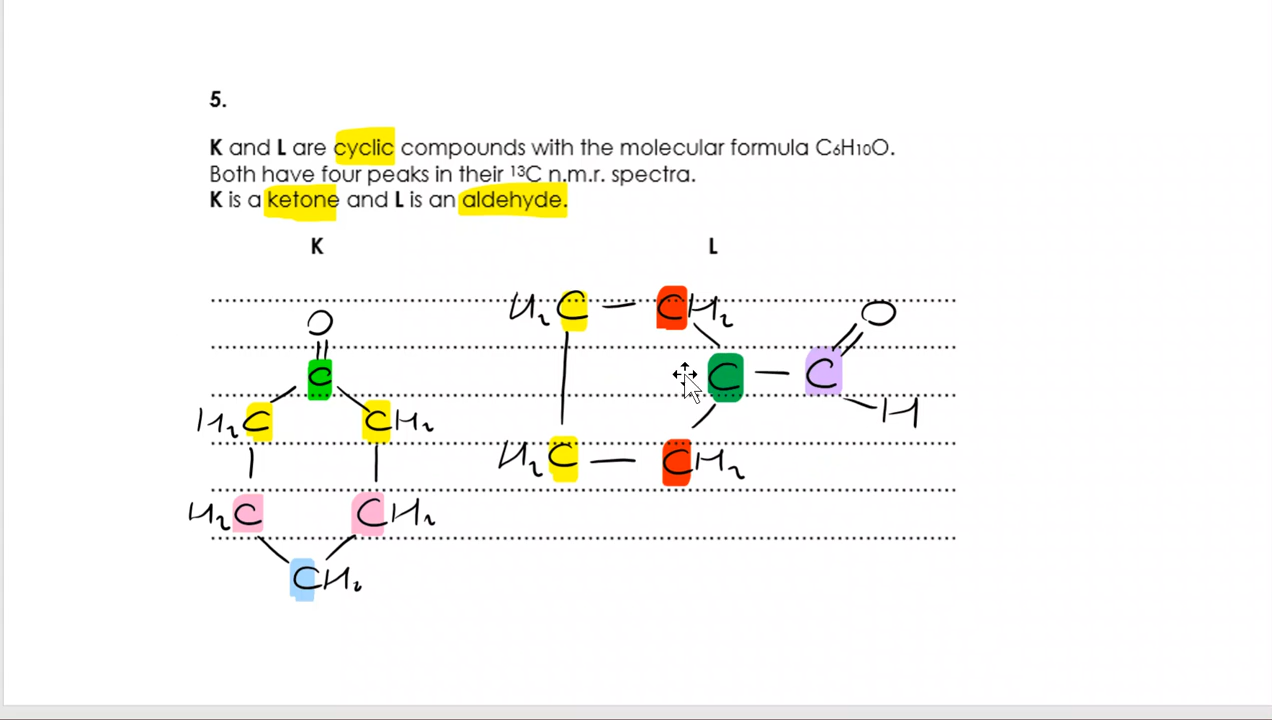 5.
K and L are cyclic compounds with the molecular formula C₆H₁₀O.
Both have four peaks in their ¹³C n.m.r. spectra.
K is a ketone and L is an aldehyde.
K L
H₂C — CH₂ O
O
C C — C
H₂C CH₂ H
H₂C — CH₂
H₂C CH₂
CH₂